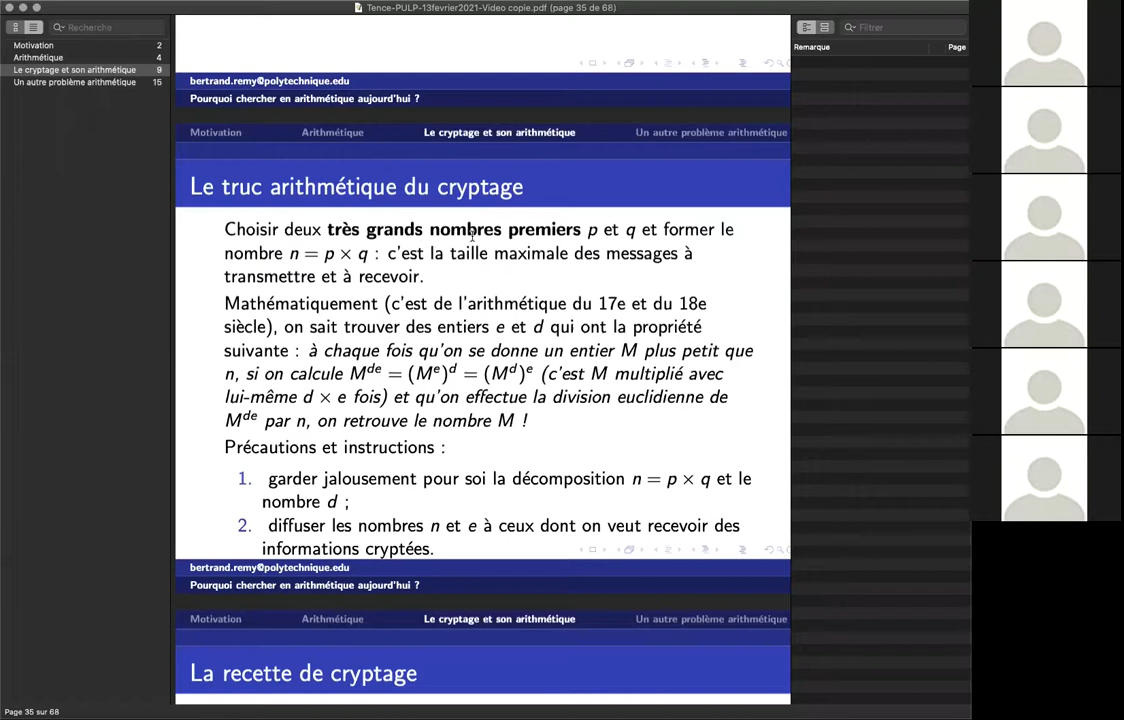 Tence-PULP-13fevrier2021-Video copie.pdf (page 35 de 68)
Recherche
Filtrer
Motivation 2
Arithmétique 4
Le cryptage et son arithmétique 9
Un autre problème arithmétique 15
Remarque Page
bertrand.remy@polytechnique.edu
Pourquoi chercher en arithmétique aujourd'hui ?
Motivation Arithmétique Le cryptage et son arithmétique Un autre problème arithmétique
Le truc arithmétique du cryptage
Choisir deux très grands nombres premiers p et q et former le
nombre n = p × q : c'est la taille maximale des messages à
transmettre et à recevoir.
Mathématiquement (c'est de l'arithmétique du 17e et du 18e
siècle), on sait trouver des entiers e et d qui ont la propriété
suivante : à chaque fois qu'on se donne un entier M plus petit que
n, si on calcule M^de = (M^e)^d = (M^d)^e (c'est M multiplié avec
lui-même d × e fois) et qu'on effectue la division euclidienne de
M^de par n, on retrouve le nombre M !
Précautions et instructions :
1. garder jalousement pour soi la décomposition n = p × q et le
nombre d ;
2. diffuser les nombres n et e à ceux dont on veut recevoir des
informations cryptées.
bertrand.remy@polytechnique.edu
Pourquoi chercher en arithmétique aujourd'hui ?
Motivation Arithmétique Le cryptage et son arithmétique Un autre problème arithmétique
La recette de cryptage
Page 35 sur 68